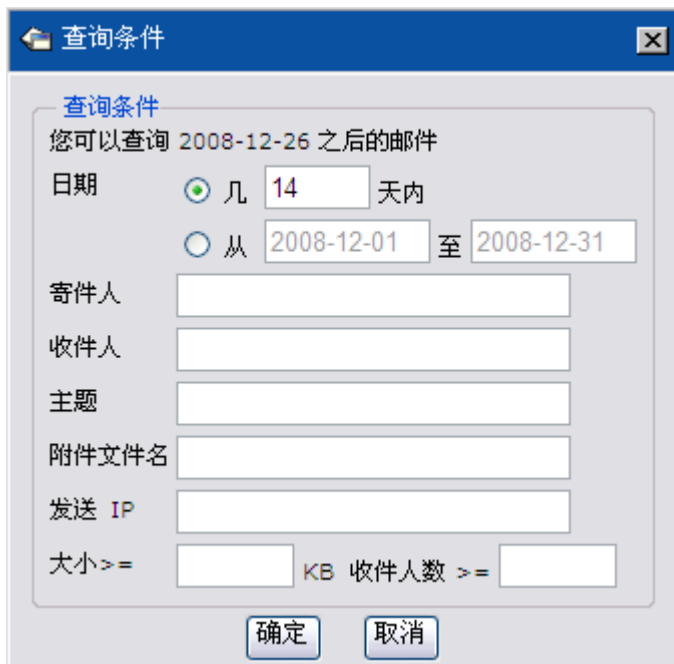 查询条件
查询条件
您可以查询 2008-12-26 之后的邮件
日期 几 14 天内
从 2008-12-01 至 2008-12-31
寄件人
收件人
主题
附件文件名
发送 IP
大小>= KB 收件人数 >=
确定 取消